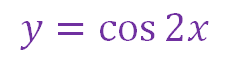 y = cos 2x